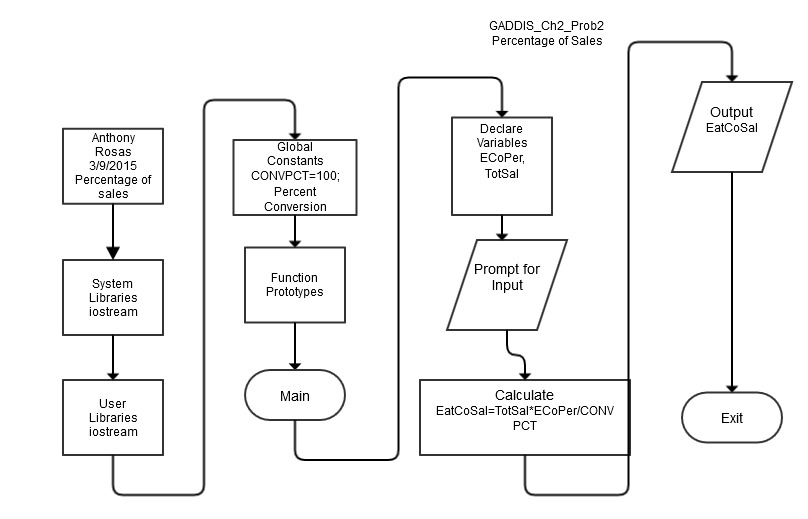 GADDIS_Ch2_Prob2
Percentage of Sales
Anthony
Rosas
3/9/2015
Percentage of
sales
System
Libraries
iostream
User
Libraries
iostream
Global
Constants
CONVPCT=100;
Percent
Conversion
Function
Prototypes
Main
Declare
Variables
ECoPer,
TotSal
Prompt for
Input
Calculate
EatCoSal=TotSal*ECoPer/CONV
PCT
Output
EatCoSal
Exit